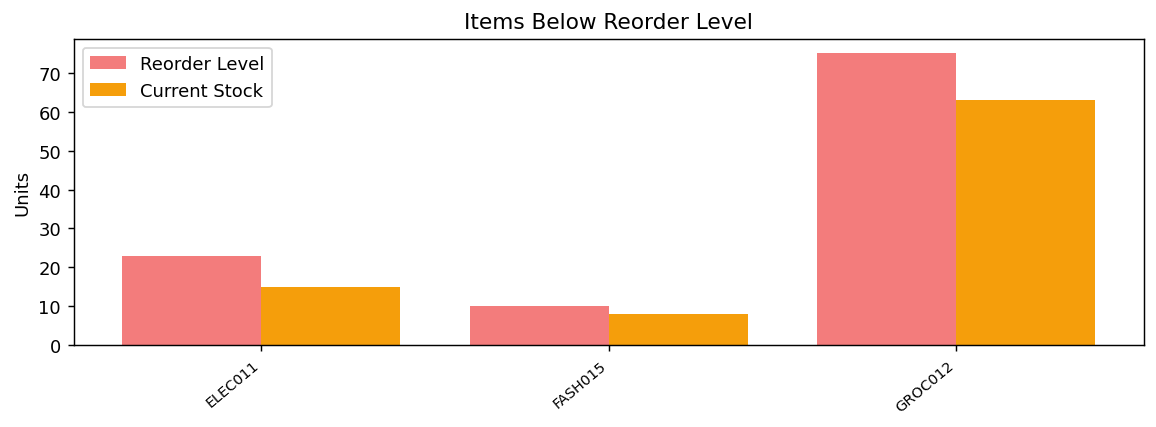 Items Below Reorder Level
Reorder Level
Current Stock
Units
70
60
50
40
30
20
10
0
ELEC011
FASH015
GROC012